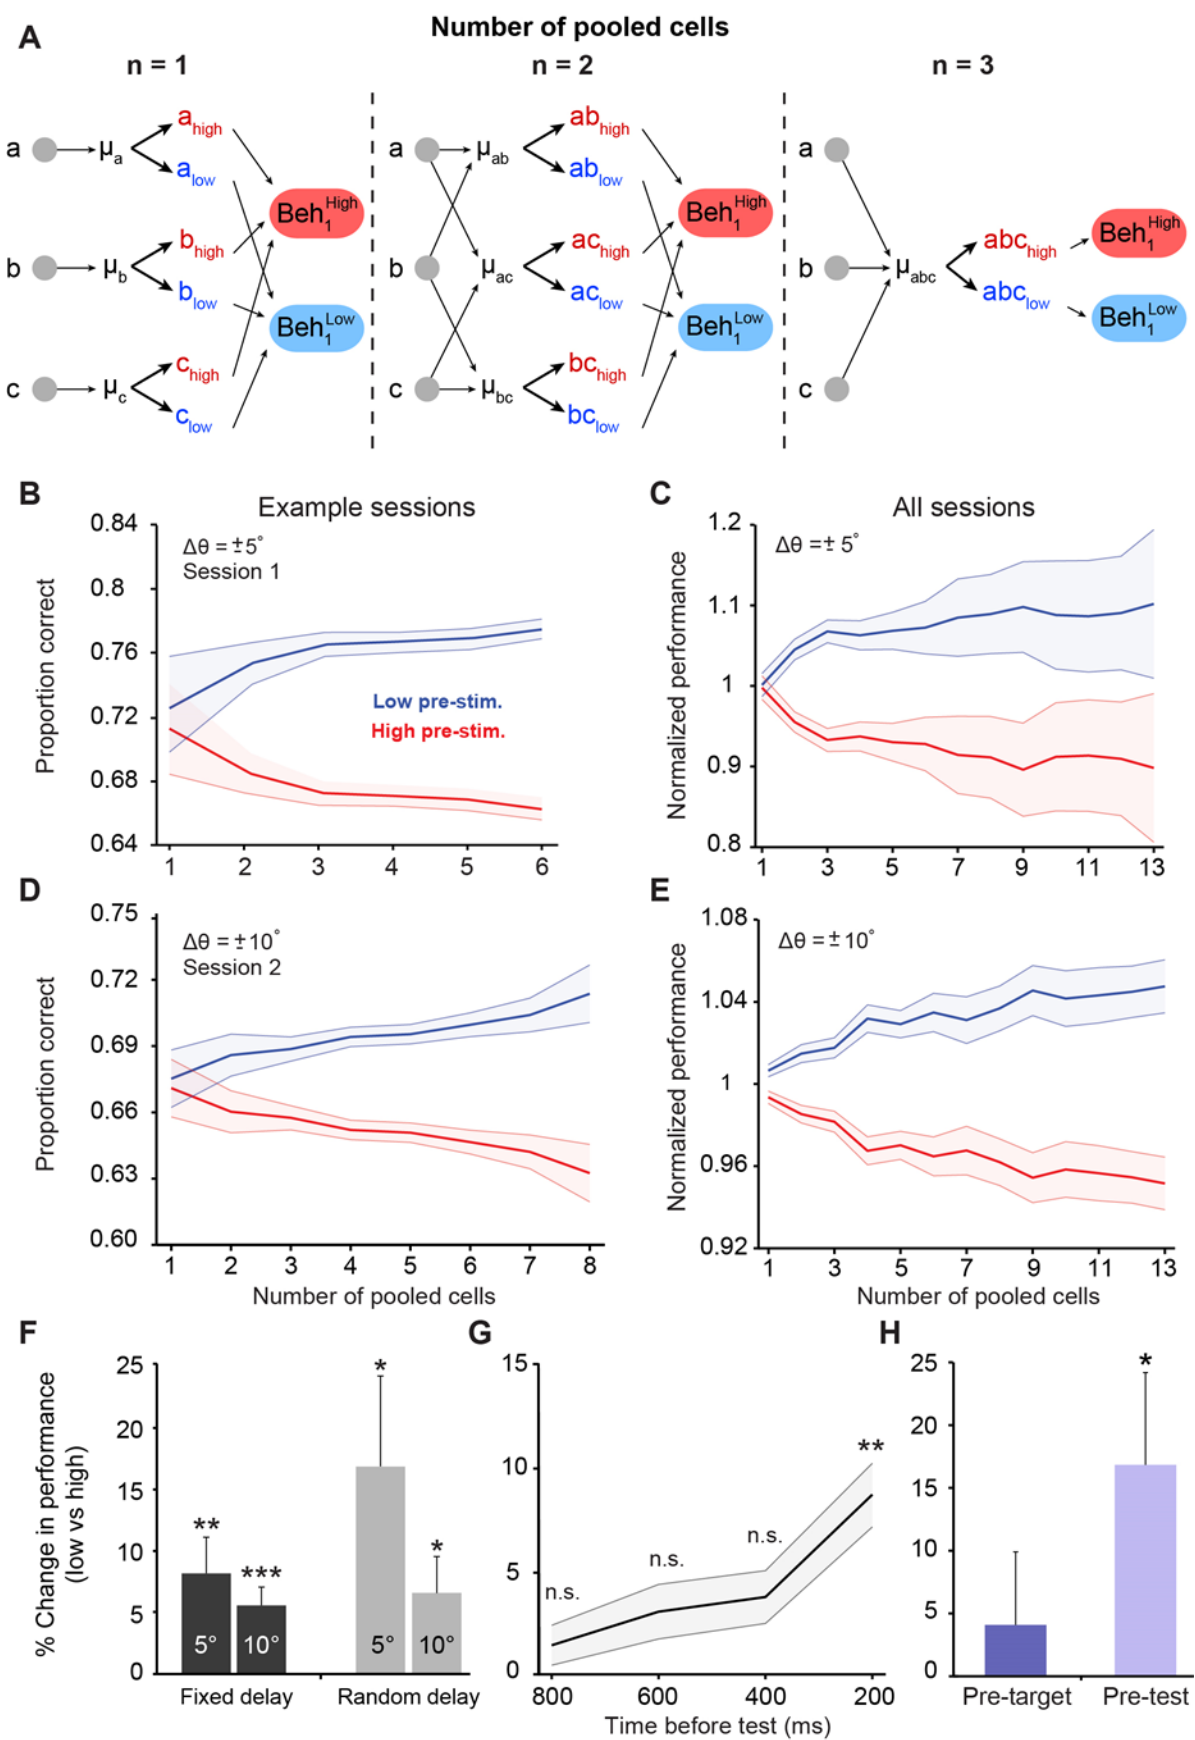 A
Number of pooled cells
n = 1
n = 2
n = 3
a
μa
ahigh
alow
b
μb
bhigh
blow
c
μc
chigh
clow
Beh1High
Beh1Low
a
μab
abhigh
ablow
b
μac
achigh
aclow
c
μbc
bchigh
bclow
Beh1High
Beh1Low
a
b
c
μabc
abchigh
abclow
Beh1High
Beh1Low
B
Example sessions
Δθ = ±5°
Session 1
Proportion correct
0.84
0.8
0.76
0.72
0.68
0.64
Low pre-stim.
High pre-stim.
1 2 3 4 5 6
C
All sessions
Δθ = ± 5°
Normalized performance
1.2
1.1
1
0.9
0.8
1 3 5 7 9 11 13
D
Δθ = ±10°
Session 2
Proportion correct
0.75
0.72
0.69
0.66
0.63
0.60
1 2 3 4 5 6 7 8
Number of pooled cells
E
Δθ = ±10°
Normalized performance
1.08
1.04
1
0.96
0.92
1 3 5 7 9 11 13
Number of pooled cells
F
% Change in performance
(low vs high)
25
20
15
10
5
0
**
***
*
*
5° 10° 5° 10°
Fixed delay Random delay
G
15
10
5
0
n.s.
n.s.
n.s.
**
800 600 400 200
Time before test (ms)
H
25
20
15
10
5
0
*
Pre-target Pre-test